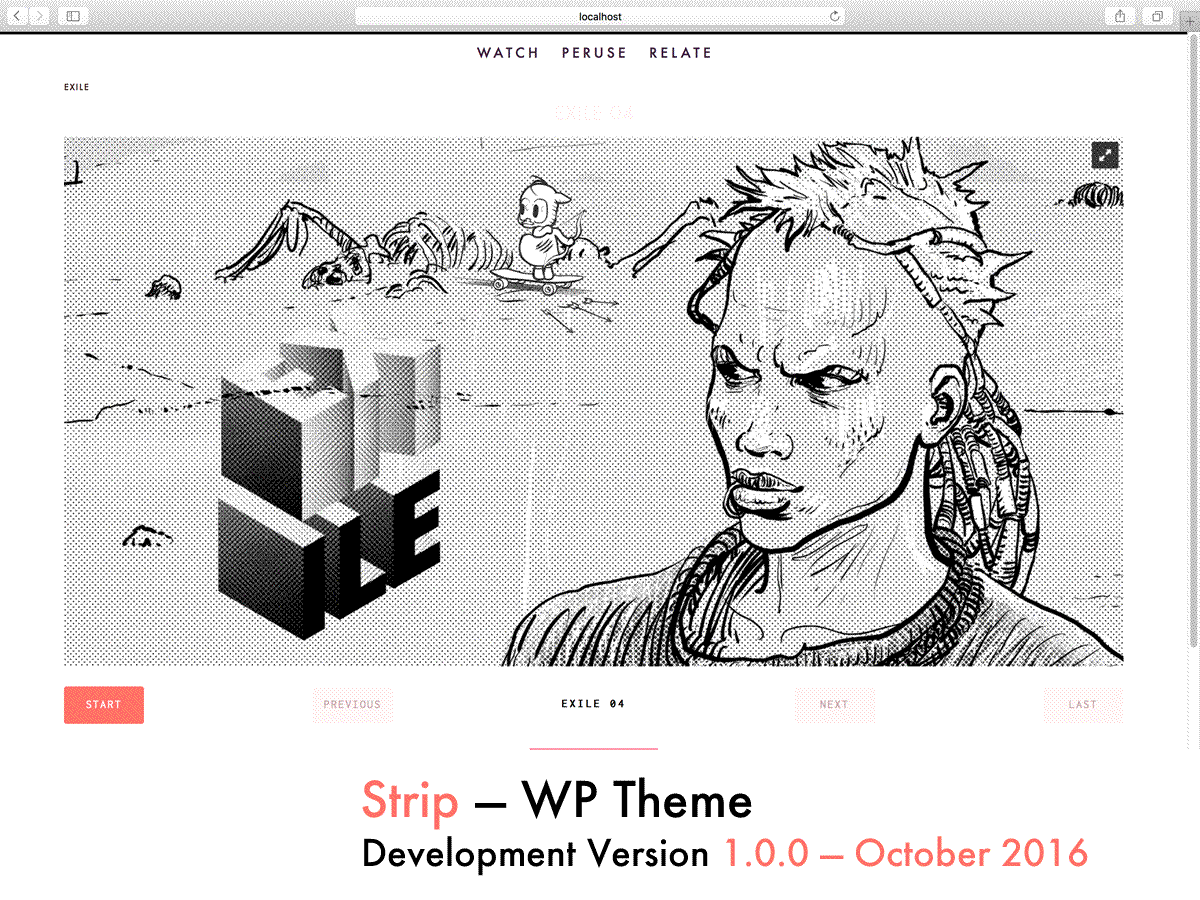 localhost
WATCH PERUSE RELATE
EXILE
EXILE 04
ILE
START PREVIOUS EXILE 04 NEXT LAST
Strip — WP Theme
Development Version 1.0.0 — October 2016